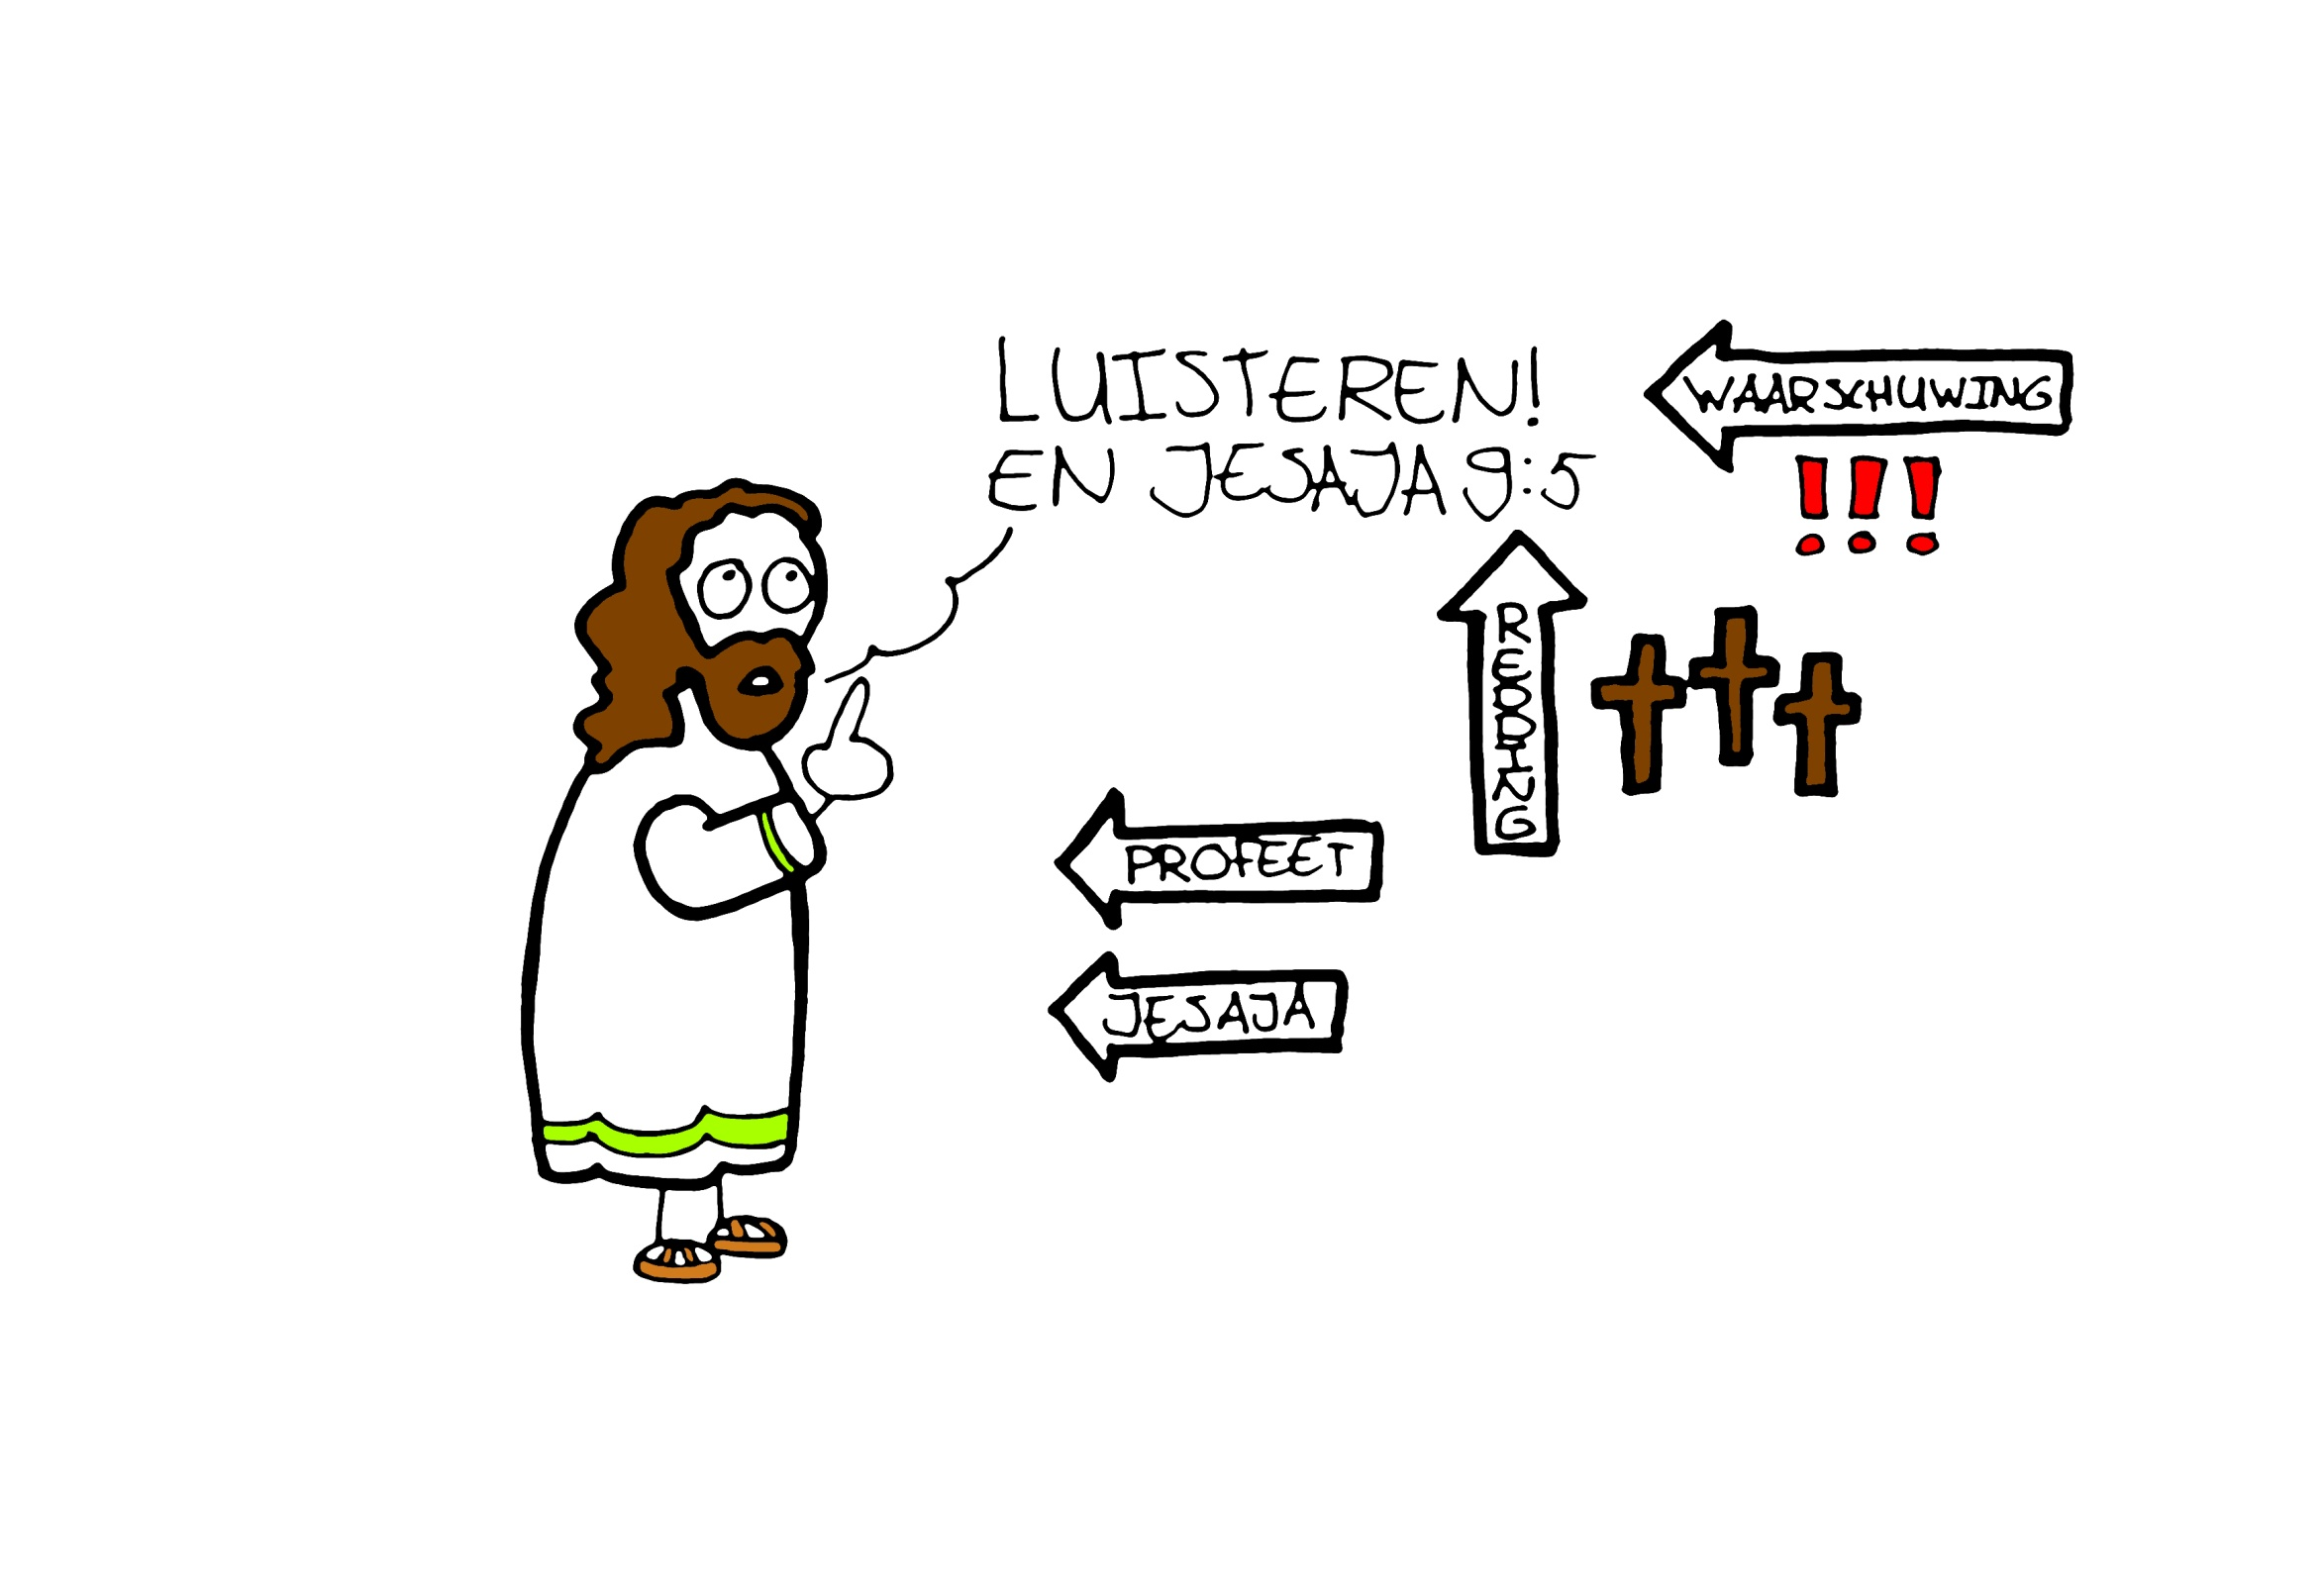 LUISTEREN!
EN JESAJA 9:5
WAARSCHUWING
!!!
REDDING
PROFEET
JESAJA